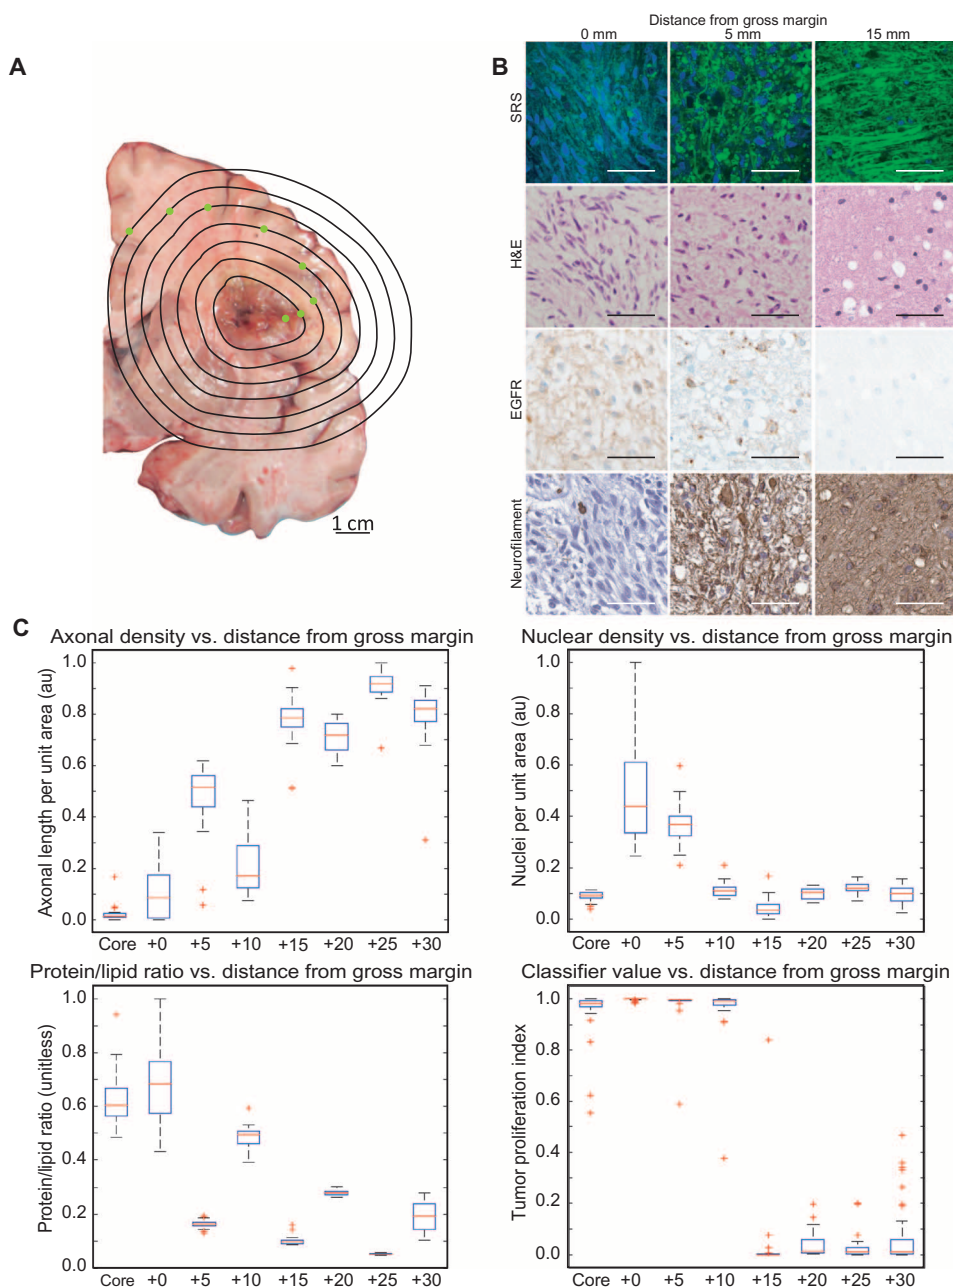 A
1 cm
B
Distance from gross margin
0 mm 5 mm 15 mm
SRS
H&E
EGFR
Neurofilament
C
Axonal density vs. distance from gross margin
Axonal length per unit area (au)
1.0
0.8
0.6
0.4
0.2
0.0
Core +0 +5 +10 +15 +20 +25 +30
Nuclear density vs. distance from gross margin
Nuclei per unit area (au)
1.0
0.8
0.6
0.4
0.2
0.0
Core +0 +5 +10 +15 +20 +25 +30
Protein/lipid ratio vs. distance from gross margin
Protein/lipid ratio (unitless)
1.0
0.8
0.6
0.4
0.2
0.0
Core +0 +5 +10 +15 +20 +25 +30
Classifier value vs. distance from gross margin
Tumor proliferation index
1.0
0.8
0.6
0.4
0.2
0.0
Core +0 +5 +10 +15 +20 +25 +30